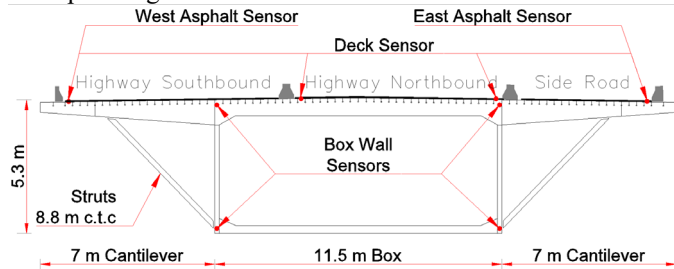 West Asphalt Sensor
East Asphalt Sensor
Deck Sensor
Highway Southbound
Highway Northbound
Side Road
5.3 m
Box Wall
Sensors
Struts
8.8 m c.t.c
7 m Cantilever
11.5 m Box
7 m Cantilever